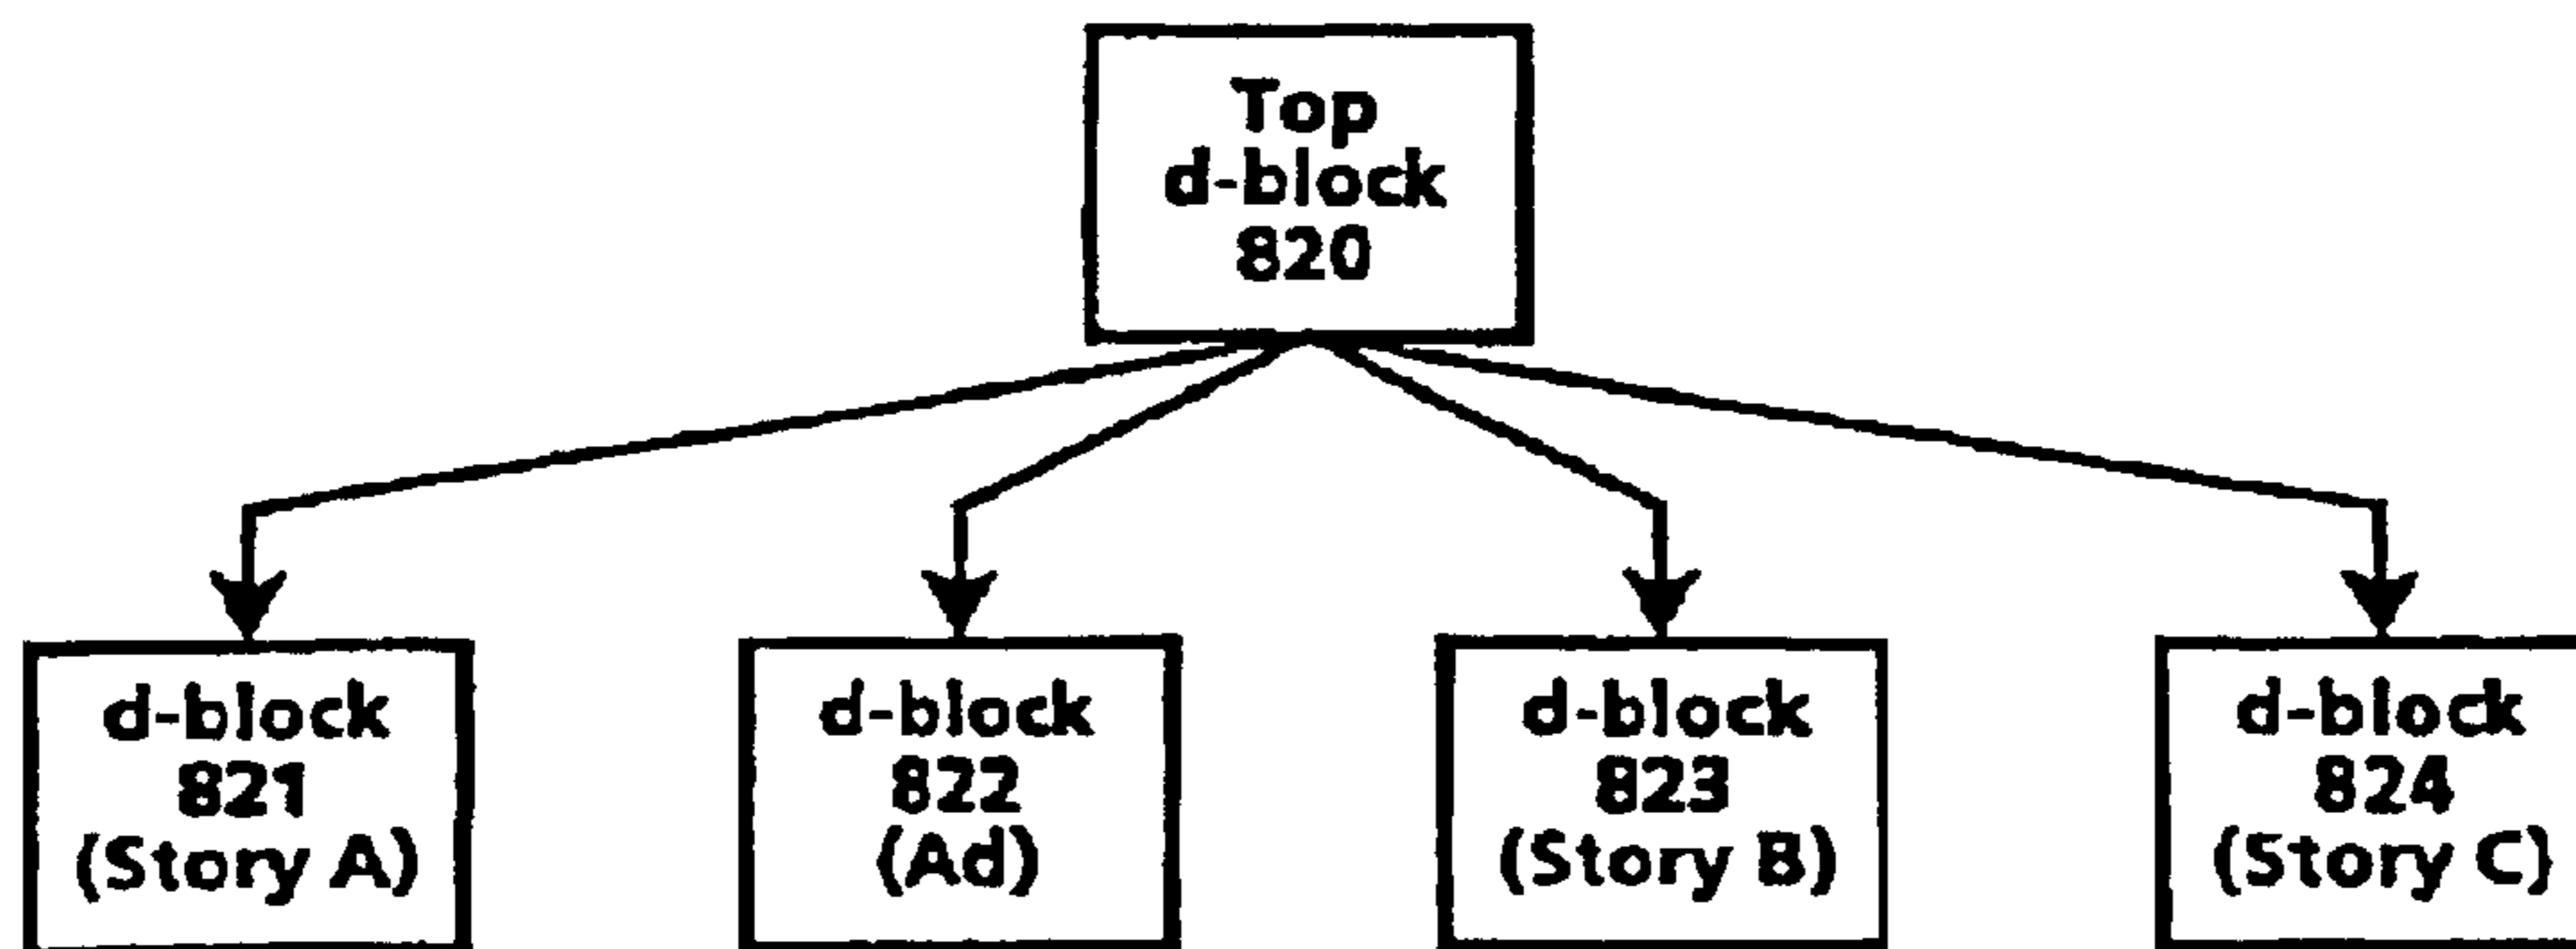 Top
d-block
820
d-block
821
(Story A)
d-block
822
(Ad)
d-block
823
(Story B)
d-block
824
(Story C)